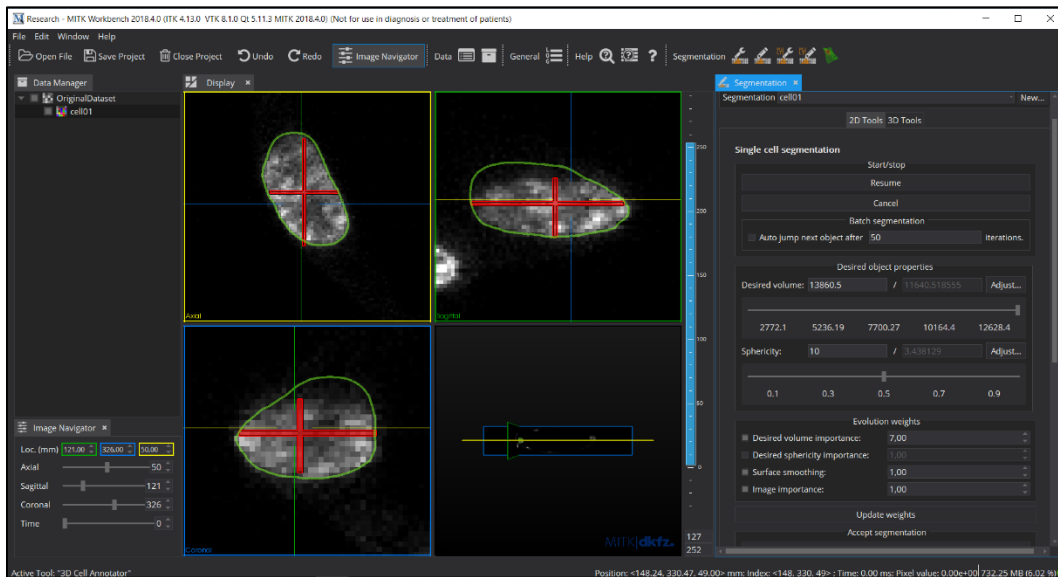 Research - MITK Workbench 2018.4.0 (ITK 4.13.0 VTK 8.1.0 Qt 5.11.3 MITK 2018.4.0) (Not for use in diagnosis or treatment of patients)
File Edit Window Help
Open File Save Project Close Project Undo Redo Image Navigator Data General Help ? Segmentation
Data Manager
OriginalDataset
cell01
Display
Axial
Sagittal
Coronal
MITK|dkfz.
250
200
150
100
50
0
127
252
Image Navigator
Loc. (mm) 121.00 326.00 50.00
Axial 50
Sagittal 121
Coronal 326
Time 0
Segmentation
Segmentation cell01 New...
2D Tools 3D Tools
Single cell segmentation
Start/stop
Resume
Cancel
Batch segmentation
Auto jump next object after 50 iterations.
Desired object properties
Desired volume: 13860.5 / 11640.518555 Adjust...
2772.1 5236.19 7700.27 10164.4 12628.4
Sphericity: 10 / 3.438129 Adjust...
0.1 0.3 0.5 0.7 0.9
Evolution weights
Desired volume importance: 7,00
Desired sphericity importance: 1,00
Surface smoothing: 1,00
Image importance: 1,00
Update weights
Accept segmentation
Active Tool: "3D Cell Annotator"
Position: <148.24, 330.47, 49.00> mm; Index: <148, 330, 49> ; Time: 0.00 ms; Pixel value: 0.00e+00 732.25 MB (6.02 %)